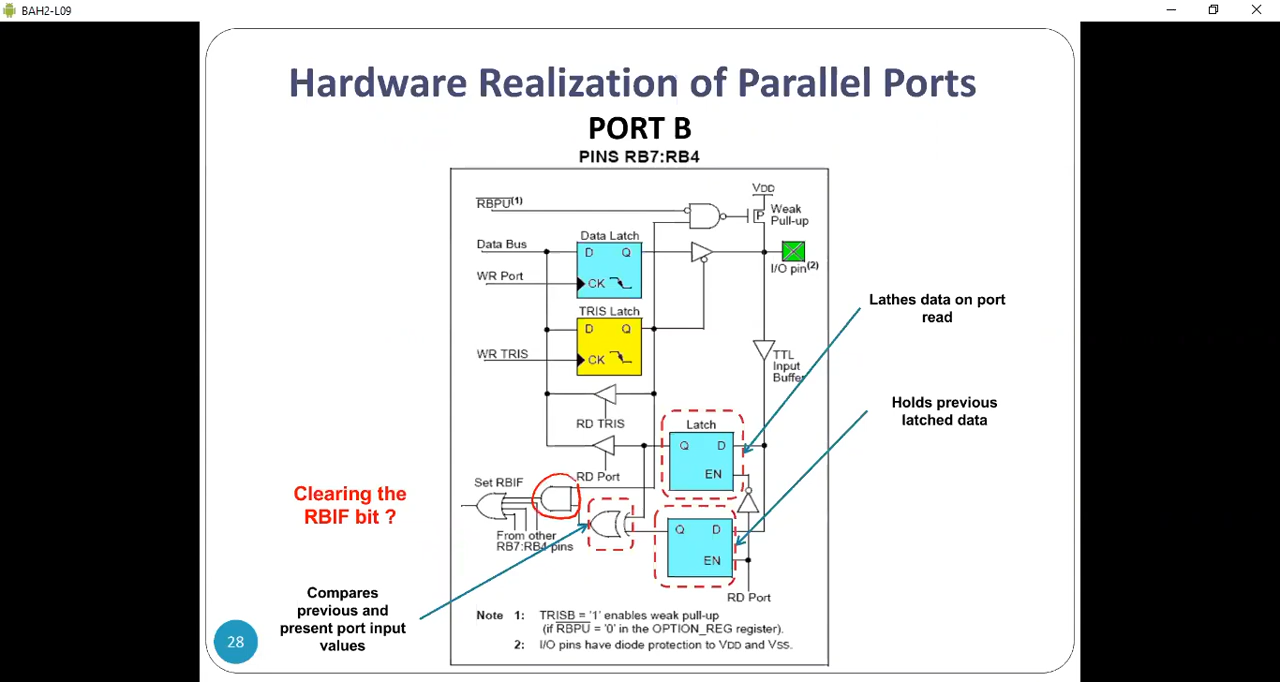 BAH2-L09
Hardware Realization of Parallel Ports
PORT B
PINS RB7:RB4
VDD
RBPU(1)
Weak
Pull-up
P
Data Latch
Data Bus
D Q
I/O pin(2)
WR Port
CK
TRIS Latch
D Q
WR TRIS
CK
TTL
Input
Buffer
RD TRIS
Latch
Q D
EN
RD Port
Set RBIF
Q D
EN
From other
RB7:RB4 pins
RD Port
Lathes data on port
read
Holds previous
latched data
Clearing the
RBIF bit ?
Compares
previous and
present port input
values
Note 1: TRISB = '1' enables weak pull-up
(if RBPU = '0' in the OPTION_REG register).
2: I/O pins have diode protection to VDD and VSS.
28